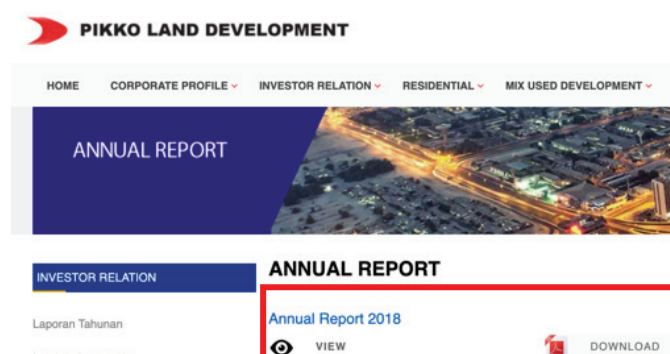 PIKKO LAND DEVELOPMENT
HOME CORPORATE PROFILE INVESTOR RELATION RESIDENTIAL MIX USED DEVELOPMENT
ANNUAL REPORT
INVESTOR RELATION
Laporan Tahunan
ANNUAL REPORT
Annual Report 2018
VIEW DOWNLOAD